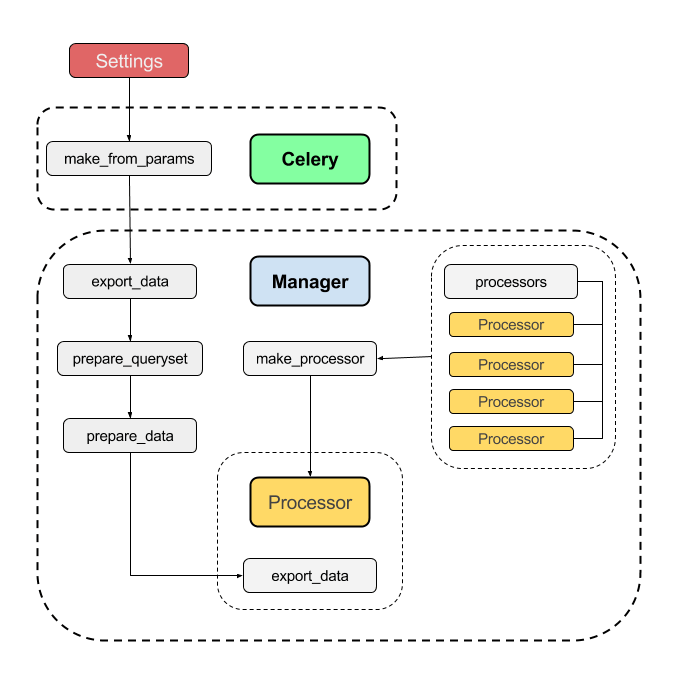 Settings
make_from_params
Celery
export_data
Manager
processors
Processor
prepare_queryset
make_processor
Processor
Processor
prepare_data
Processor
Processor
export_data